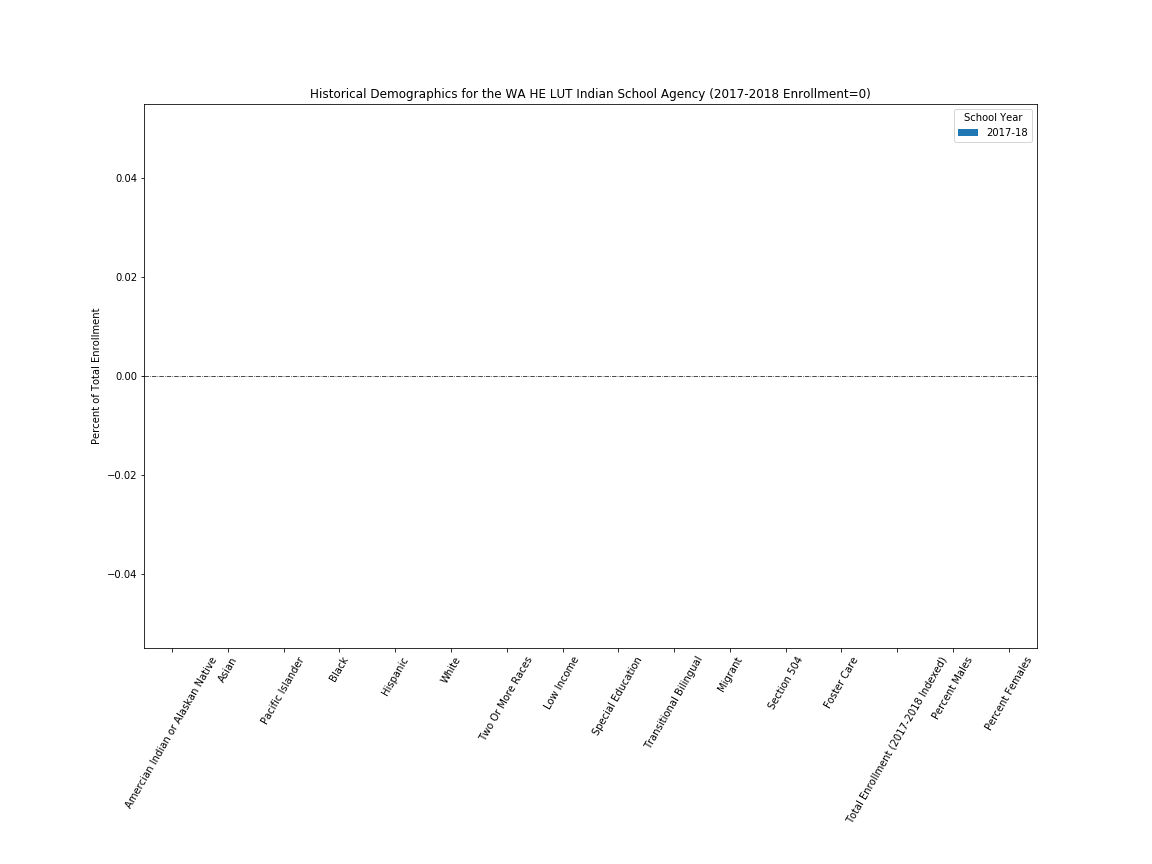 Historical Demographics for the WA HE LUT Indian School Agency (2017-2018 Enrollment=0)
School Year
2017-18
0.04
0.02
0.00
−0.02
−0.04
Percent of Total Enrollment
Amercian Indian or Alaskan Native
Asian
Pacific Islander
Black
Hispanic
White
Two Or More Races
Low Income
Special Education
Transitional Bilingual
Migrant
Section 504
Foster Care
Total Enrollment (2017-2018 Indexed)
Percent Males
Percent Females